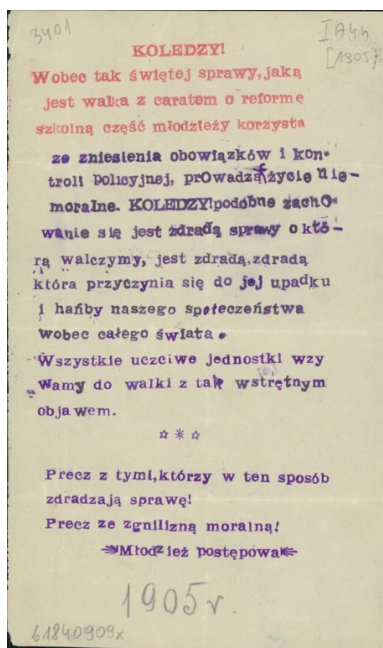 3401
IA4h
[1905]
KOLEDZY!
Wobec tak świętej sprawy, jaką
jest walka z caratem o reformę
szkolną część młodzieży korzysta
ze zniesienia obowiązków i kon-
troli policyjnej, prowadząc życie nie-
moralne. KOLEDZY! podobne zacho-
wanie się jest zdradą sprawy o któ-
rą walczymy, jest zdradą, zdradą
która przyczynia się do jej upadku
i hańby naszego społeczeństwa
wobec całego świata.
Wszystkie uczciwe jednostki wzy
wamy do walki z tak wstrętnym
objawem.
☆ * ☆
Precz z tymi, którzy w ten sposób
zdradzają sprawę!
Precz ze zgnilizną moralną!
Młodzież postępowa
1905 r.
61840909x